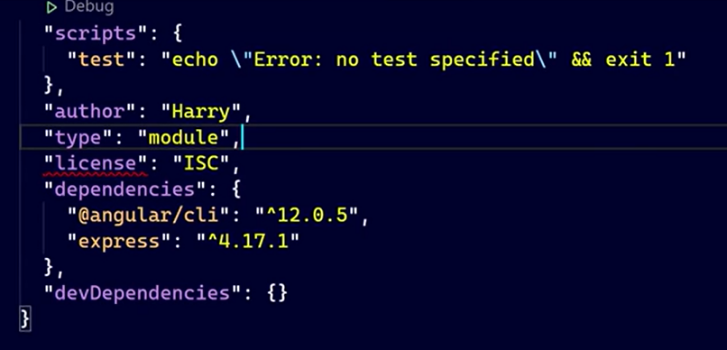 Debug
"scripts": {
"test": "echo \"Error: no test specified\" && exit 1"
},
"author": "Harry",
"type": "module",
"license": "ISC",
"dependencies": {
"@angular/cli": "^12.0.5",
"express": "^4.17.1"
},
"devDependencies": {}
}